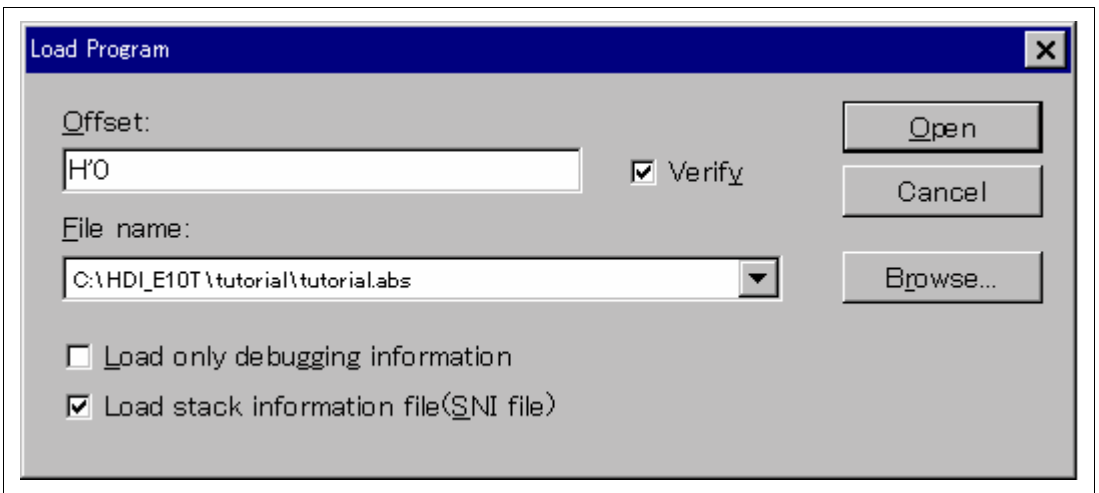 Load Program
Offset:
H'0
Verify
File name:
C:\HDI_E10T\tutorial\tutorial.abs
Load only debugging information
Load stack information file(SNI file)
Open
Cancel
Browse...